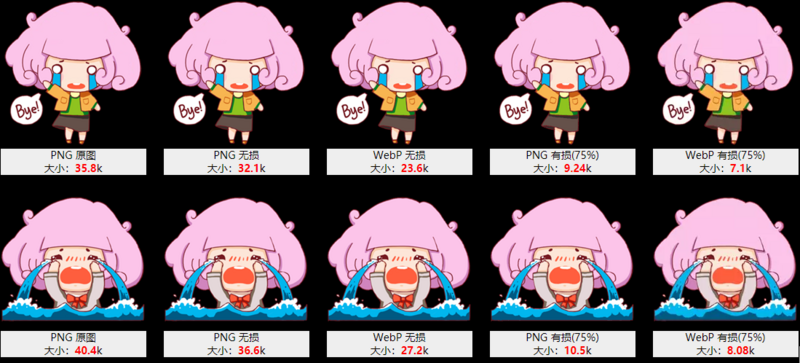 Bye!
Bye!
Bye!
Bye!
Bye!
PNG 原图
大小：35.8k
PNG 无损
大小：32.1k
WebP 无损
大小：23.6k
PNG 有损(75%)
大小：9.24k
WebP 有损(75%)
大小：7.1k
PNG 原图
大小：40.4k
PNG 无损
大小：36.6k
WebP 无损
大小：27.2k
PNG 有损(75%)
大小：10.5k
WebP 有损(75%)
大小：8.08k